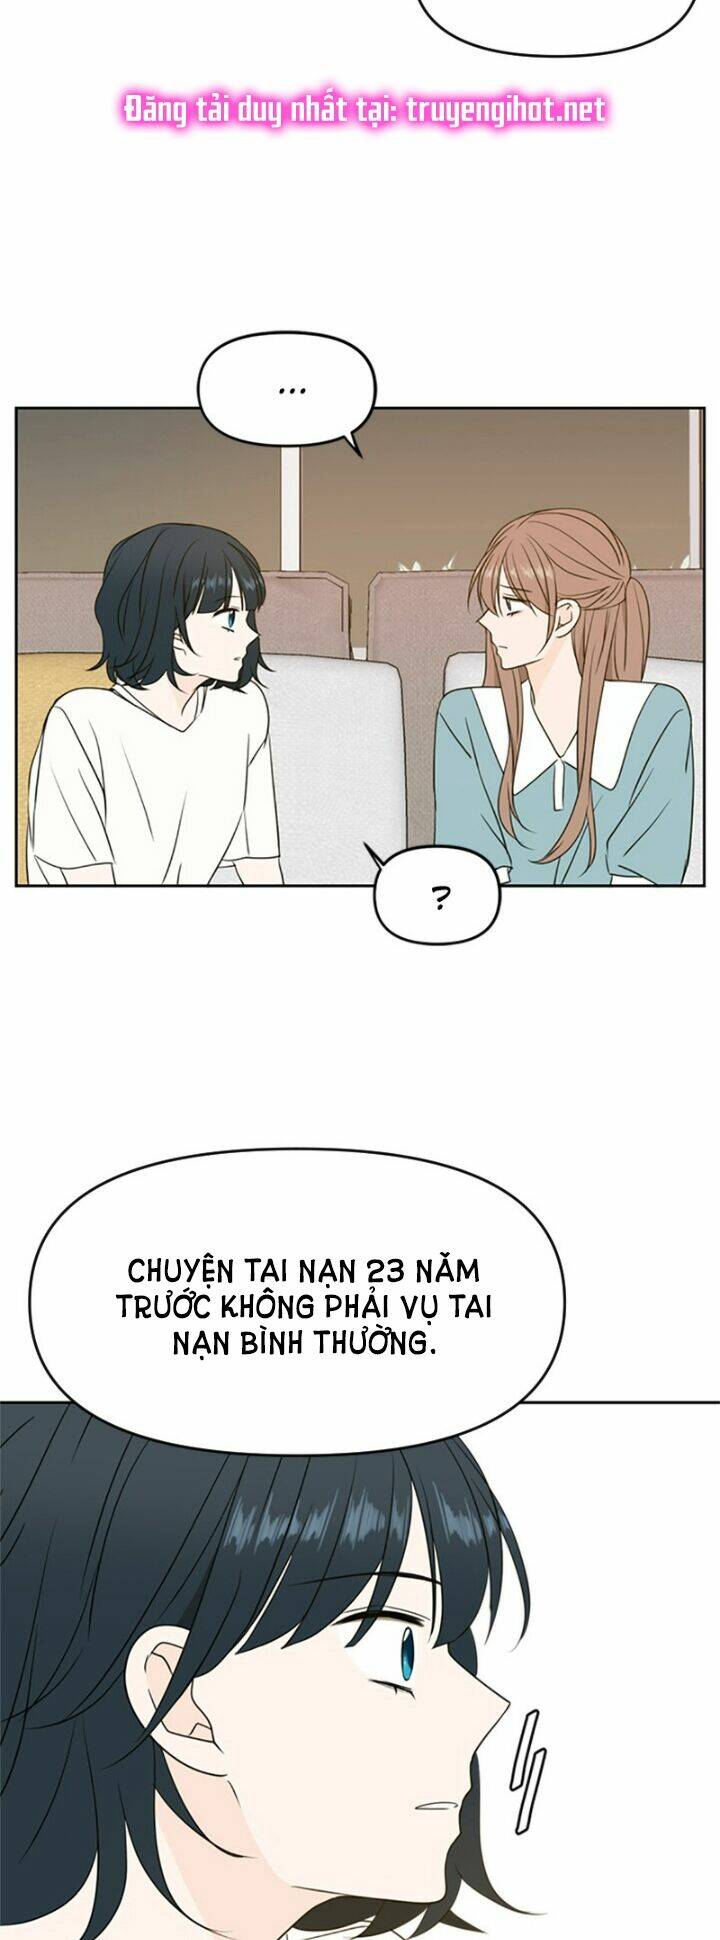 Đăng tải duy nhất tại: truyengihot.net
...
?
CHUYỆN TAI NẠN 23 NĂM
TRƯỚC KHÔNG PHẢI VỤ TAI
NẠN BÌNH THƯỜNG.